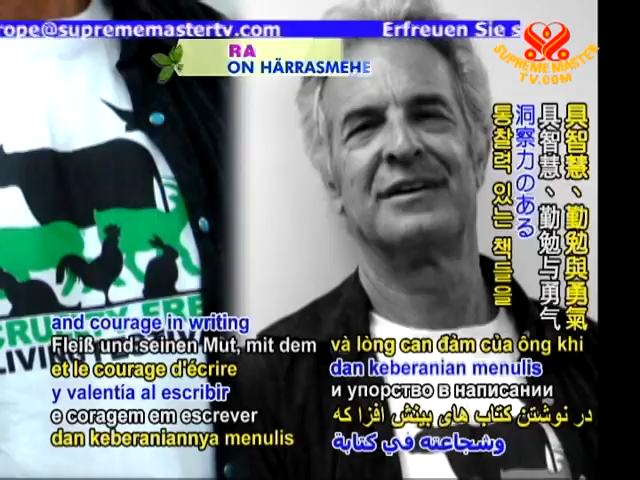 rope@suprememastertv.com
Erfreuen Sie s
SUPREME MASTER
TV.COM
RA
ON HÄRRASMEHE
具智慧、勤勉與勇氣
具智慧、勤勉与勇气
洞察力のある
통찰력 있는 책들을
CRUELTY FRE
LIVING
and courage in writing
Fleiß und seinen Mut, mit dem
et le courage d'écrire
y valentía al escribir
e coragem em escrever
dan keberaniannya menulis
và lòng can đảm của ông khi
dan keberanian menulis
и упорство в написании
در نوشتن کتاب های بینش افزا که
وشجاعته في كتابة